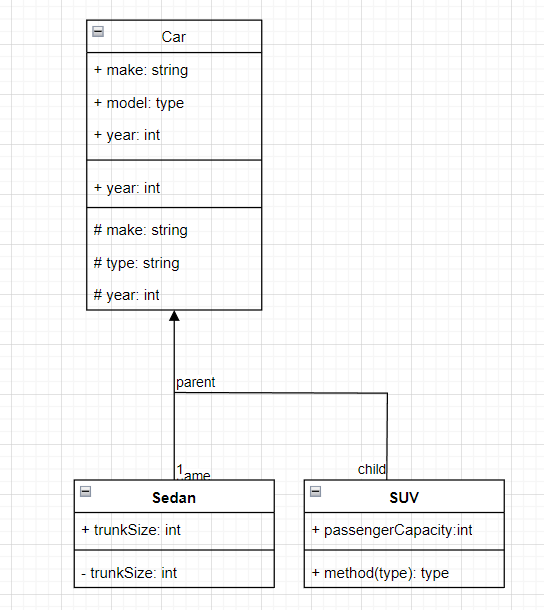 Car
+ make: string
+ model: type
+ year: int
+ year: int
# make: string
# type: string
# year: int
parent
1
child
Sedan
+ trunkSize: int
- trunkSize: int
SUV
+ passengerCapacity:int
+ method(type): type